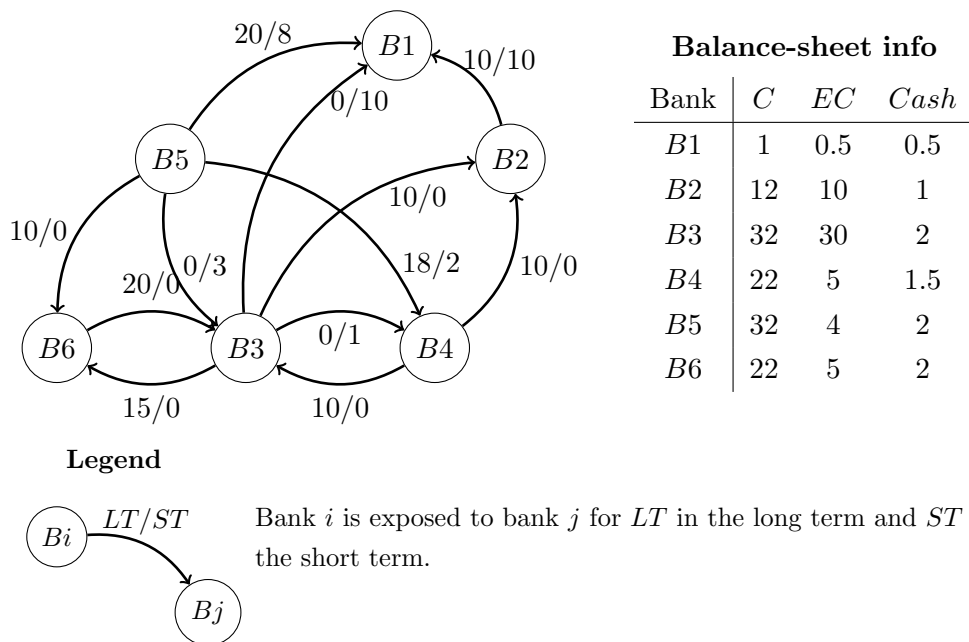 20/8
B1
10/10
0/10
B5
B2
10/0
10/0
0/3
18/2
10/0
20/0
B6
B3
0/1
B4
15/0
10/0
Balance-sheet info
Bank C EC Cash
B1 1 0.5 0.5
B2 12 10 1
B3 32 30 2
B4 22 5 1.5
B5 32 4 2
B6 22 5 2
Legend
Bi
LT/ST
Bj
Bank i is exposed to bank j for LT in the long term and ST
the short term.